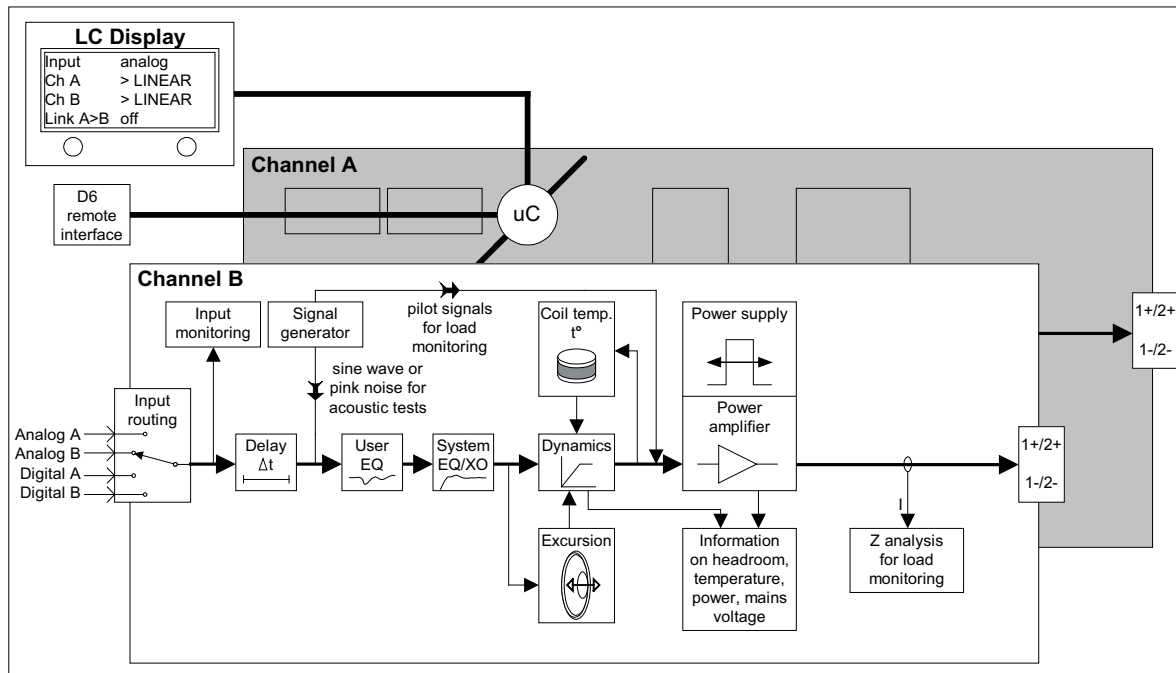 LC Display
Input analog
Ch A > LINEAR
Ch B > LINEAR
Link A>B off
Channel A
D6
remote
interface
uC
Channel B
Input
monitoring
Signal
generator
pilot signals
for load
monitoring
Coil temp.
t°
Power supply
1+/2+
1-/2-
sine wave or
pink noise for
acoustic tests
Input
routing
Analog A
Analog B
Digital A
Digital B
Delay
Δt
User
EQ
System
EQ/XO
Dynamics
Power
amplifier
1+/2+
1-/2-
I
Excursion
Information
on headroom,
temperature,
power, mains
voltage
Z analysis
for load
monitoring